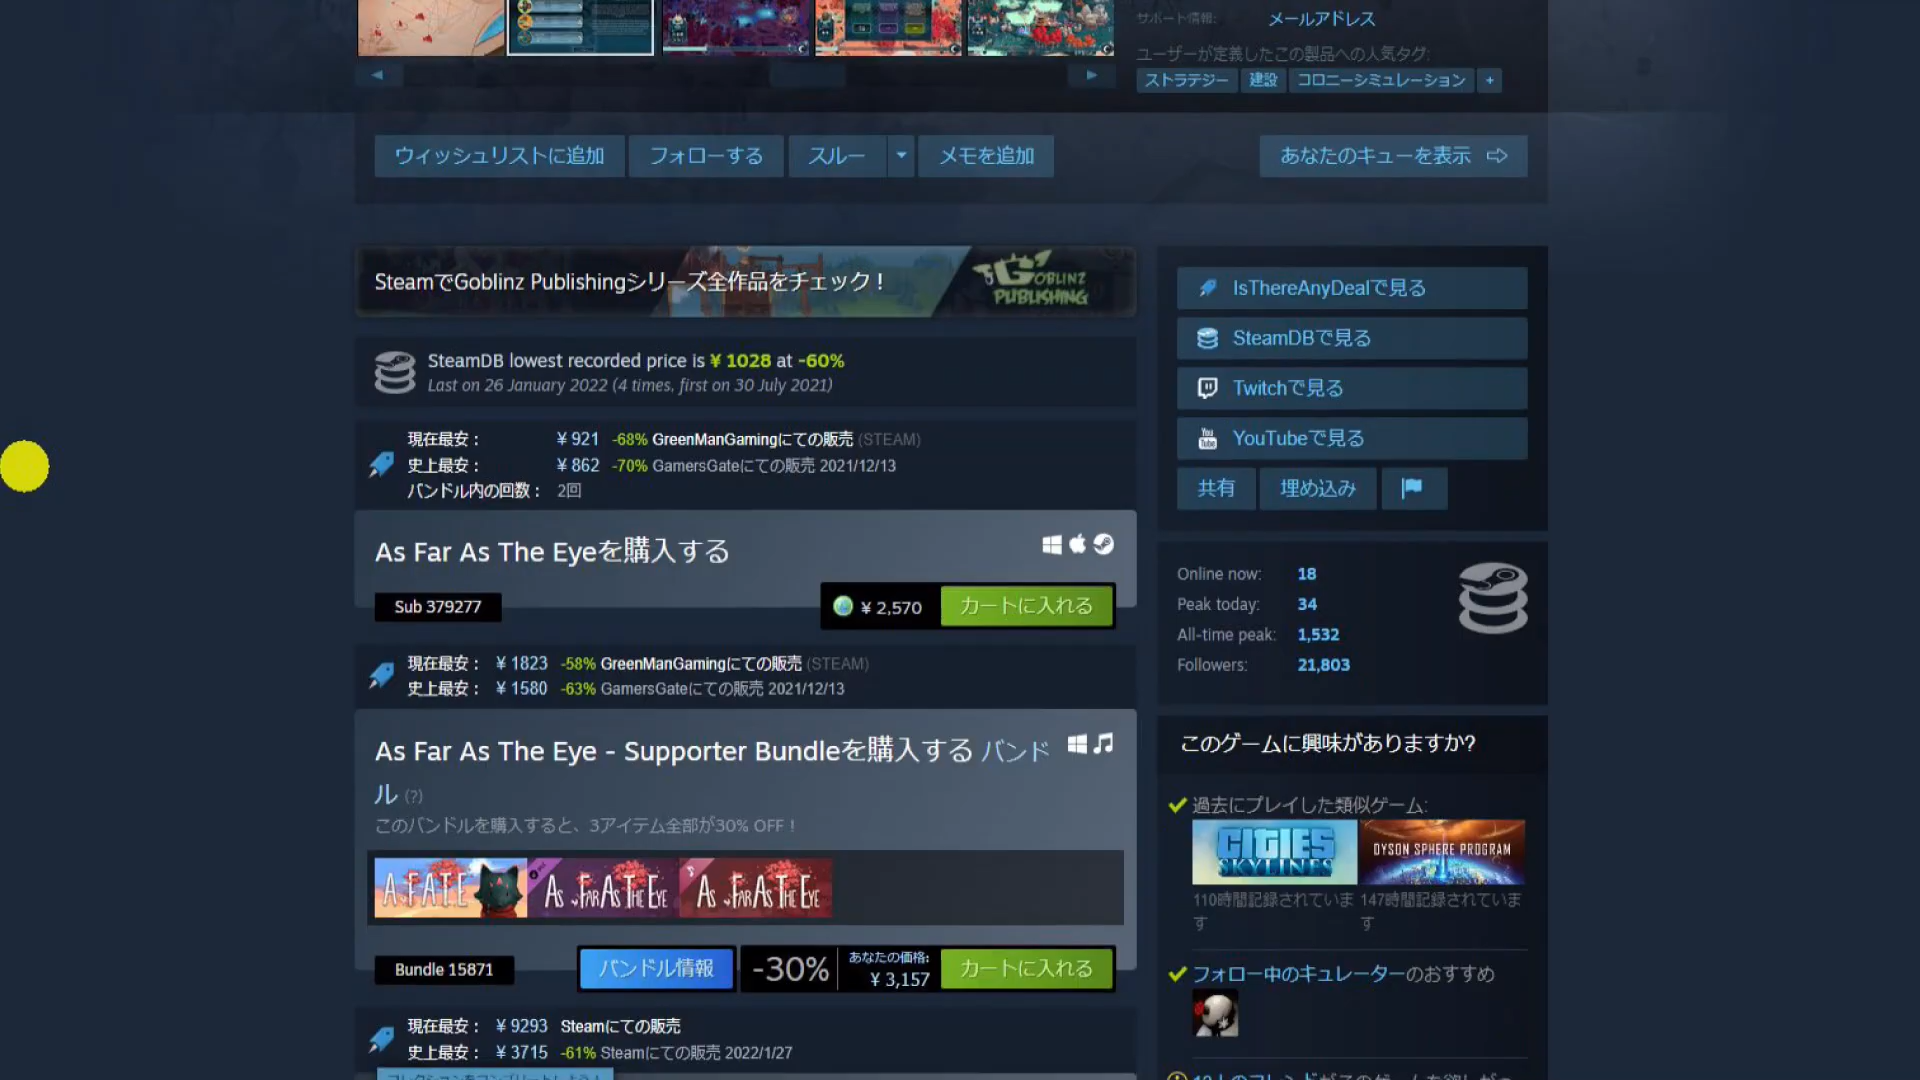 サポート情報: メールアドレス
ユーザーが定義したこの製品への人気タグ:
ストラテジー 建設 コロニーシミュレーション +
ウィッシュリストに追加 フォローする スルー メモを追加 あなたのキューを表示
SteamでGoblinz Publishingシリーズ全作品をチェック！
GOBLINZ
PUBLISHING
SteamDB lowest recorded price is ¥ 1028 at -60%
Last on 26 January 2022 (4 times, first on 30 July 2021)
現在最安： ¥ 921 -68% GreenManGamingにての販売 (STEAM)
史上最安： ¥ 862 -70% GamersGateにての販売 2021/12/13
バンドル内の回数： 2回
As Far As The Eyeを購入する
Sub 379277
¥ 2,570 カートに入れる
現在最安： ¥ 1823 -58% GreenManGamingにての販売 (STEAM)
史上最安： ¥ 1580 -63% GamersGateにての販売 2021/12/13
As Far As The Eye - Supporter Bundleを購入する バンド
ル (?)
このバンドルを購入すると、3アイテム全部が30% OFF！
AFATE AS FAR AS THE EYE AS FAR AS THE EYE
Bundle 15871 バンドル情報 -30% あなたの価格:
¥ 3,157 カートに入れる
現在最安： ¥ 9293 Steamにての販売
史上最安： ¥ 3715 -61% Steamにての販売 2022/1/27
IsThereAnyDealで見る
SteamDBで見る
Twitchで見る
YouTubeで見る
共有 埋め込み
Online now: 18
Peak today: 34
All-time peak: 1,532
Followers: 21,803
このゲームに興味がありますか?
過去にプレイした類似ゲーム:
CITIES
SKYLINES
DYSON SPHERE PROGRAM
110時間記録されていま
す
147時間記録されていま
す
フォロー中のキュレーターのおすすめ